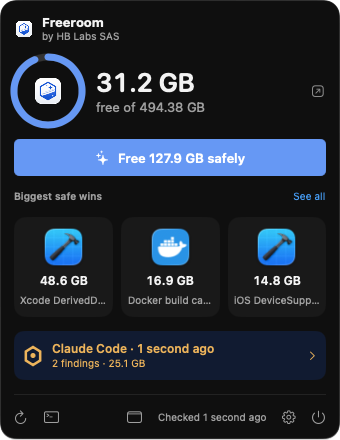 Freeroom
by HB Labs SAS
31.2 GB
free of 494.38 GB
Free 127.9 GB safely
Biggest safe wins
See all
48.6 GB
Xcode DerivedD...
16.9 GB
Docker build ca...
14.8 GB
iOS DeviceSupp...
Claude Code · 1 second ago
2 findings · 25.1 GB
Checked 1 second ago